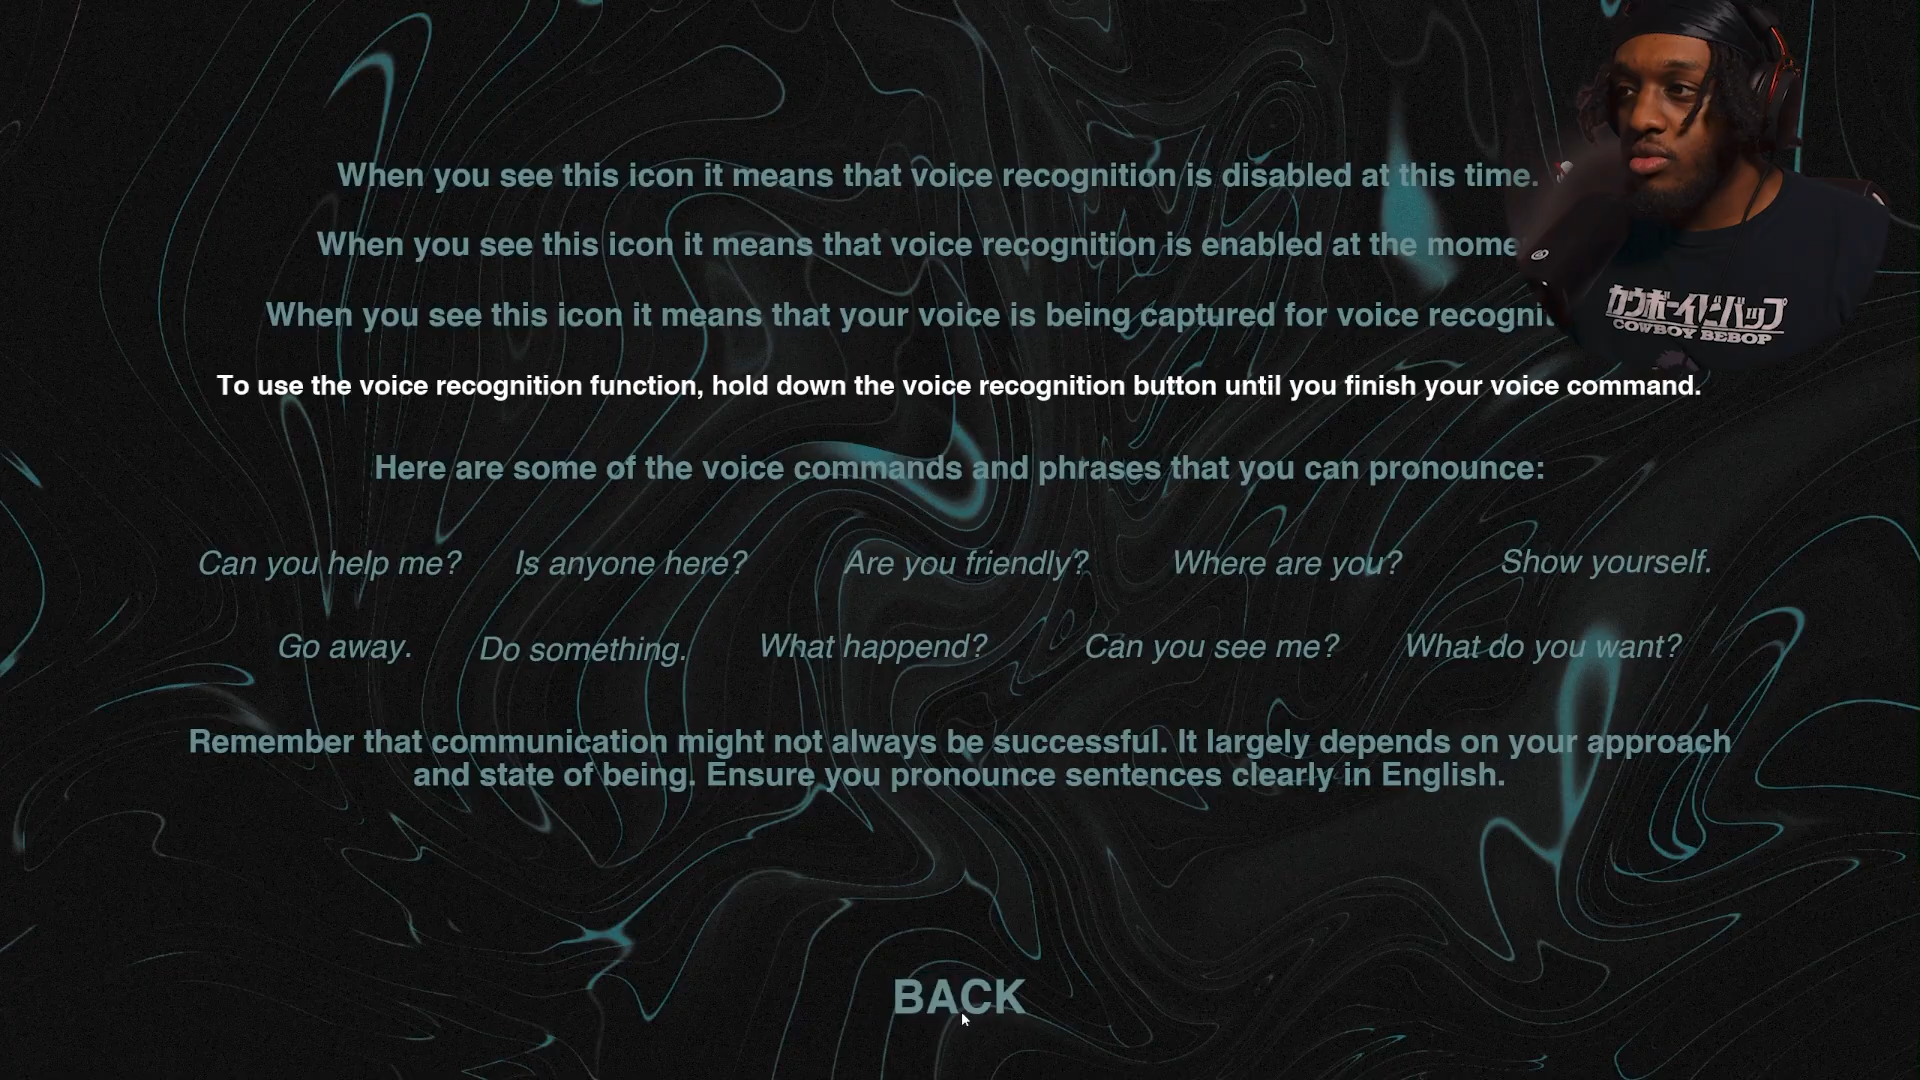 When you see this icon it means that voice recognition is disabled at this time.
When you see this icon it means that voice recognition is enabled at the
When you see this icon it means that your voice is being captured for voice
To use the voice recognition function, hold down the voice recognition button until you finish your voice command.
Here are some of the voice commands and phrases that you can pronounce:
Can you help me? Is anyone here? Are you friendly? Where are you? Show yourself.
Go away. Do something. What happend? Can you see me? What do you want?
Remember that communication might not always be successful. It largely depends on your approach
and state of being. Ensure you pronounce sentences clearly in English.
BACK
カウボーイビバップ
COWBOY BEBOP